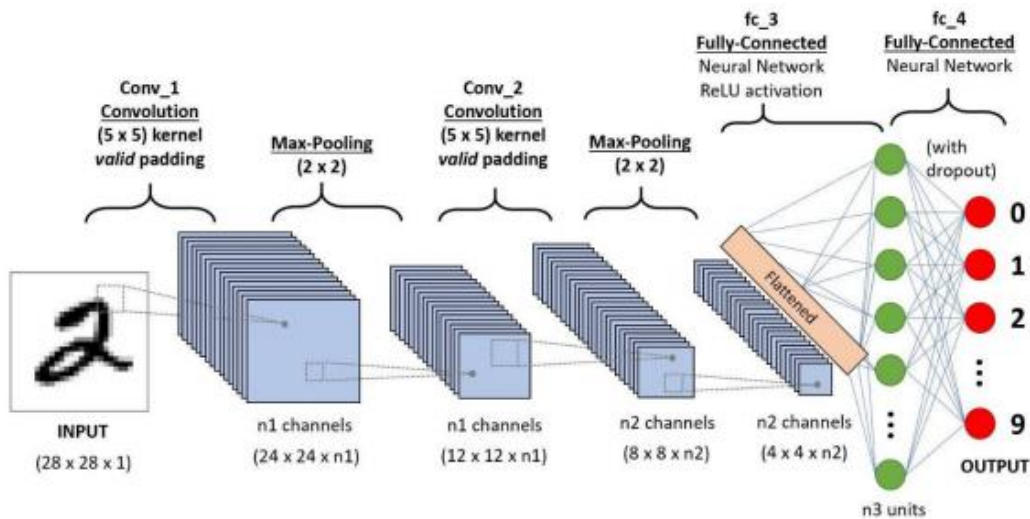 fc_3
Fully-Connected
Neural Network
ReLU activation
fc_4
Fully-Connected
Neural Network
Conv_1
Convolution
(5 x 5) kernel
valid padding
Max-Pooling
(2 x 2)
Conv_2
Convolution
(5 x 5) kernel
valid padding
Max-Pooling
(2 x 2)
(with
dropout)
Flattened
0
1
2
9
INPUT
(28 x 28 x 1)
n1 channels
(24 x 24 x n1)
n1 channels
(12 x 12 x n1)
n2 channels
(8 x 8 x n2)
n2 channels
(4 x 4 x n2)
OUTPUT
n3 units